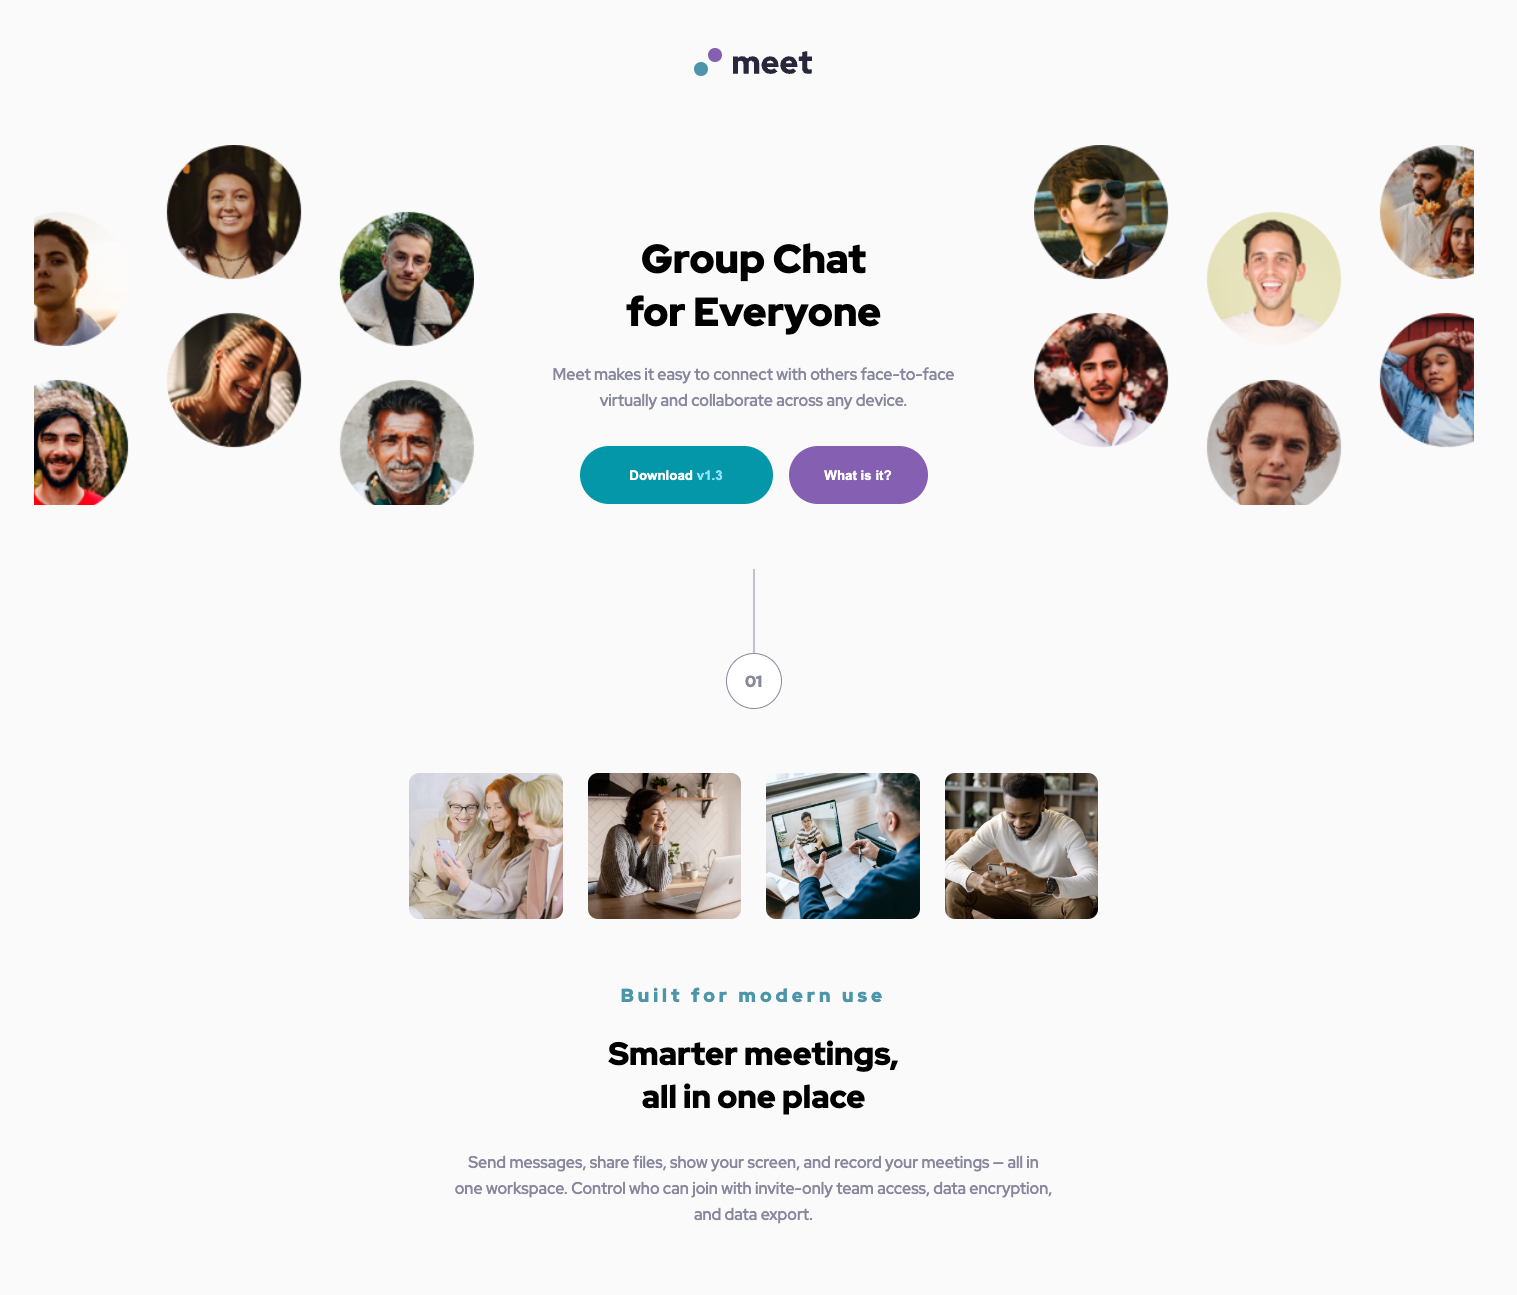 meet
Group Chat
for Everyone
Meet makes it easy to connect with others face-to-face
virtually and collaborate across any device.
Download v1.3
What is it?
01
Built for modern use
Smarter meetings,
all in one place
Send messages, share files, show your screen, and record your meetings — all in
one workspace. Control who can join with invite-only team access, data encryption,
and data export.